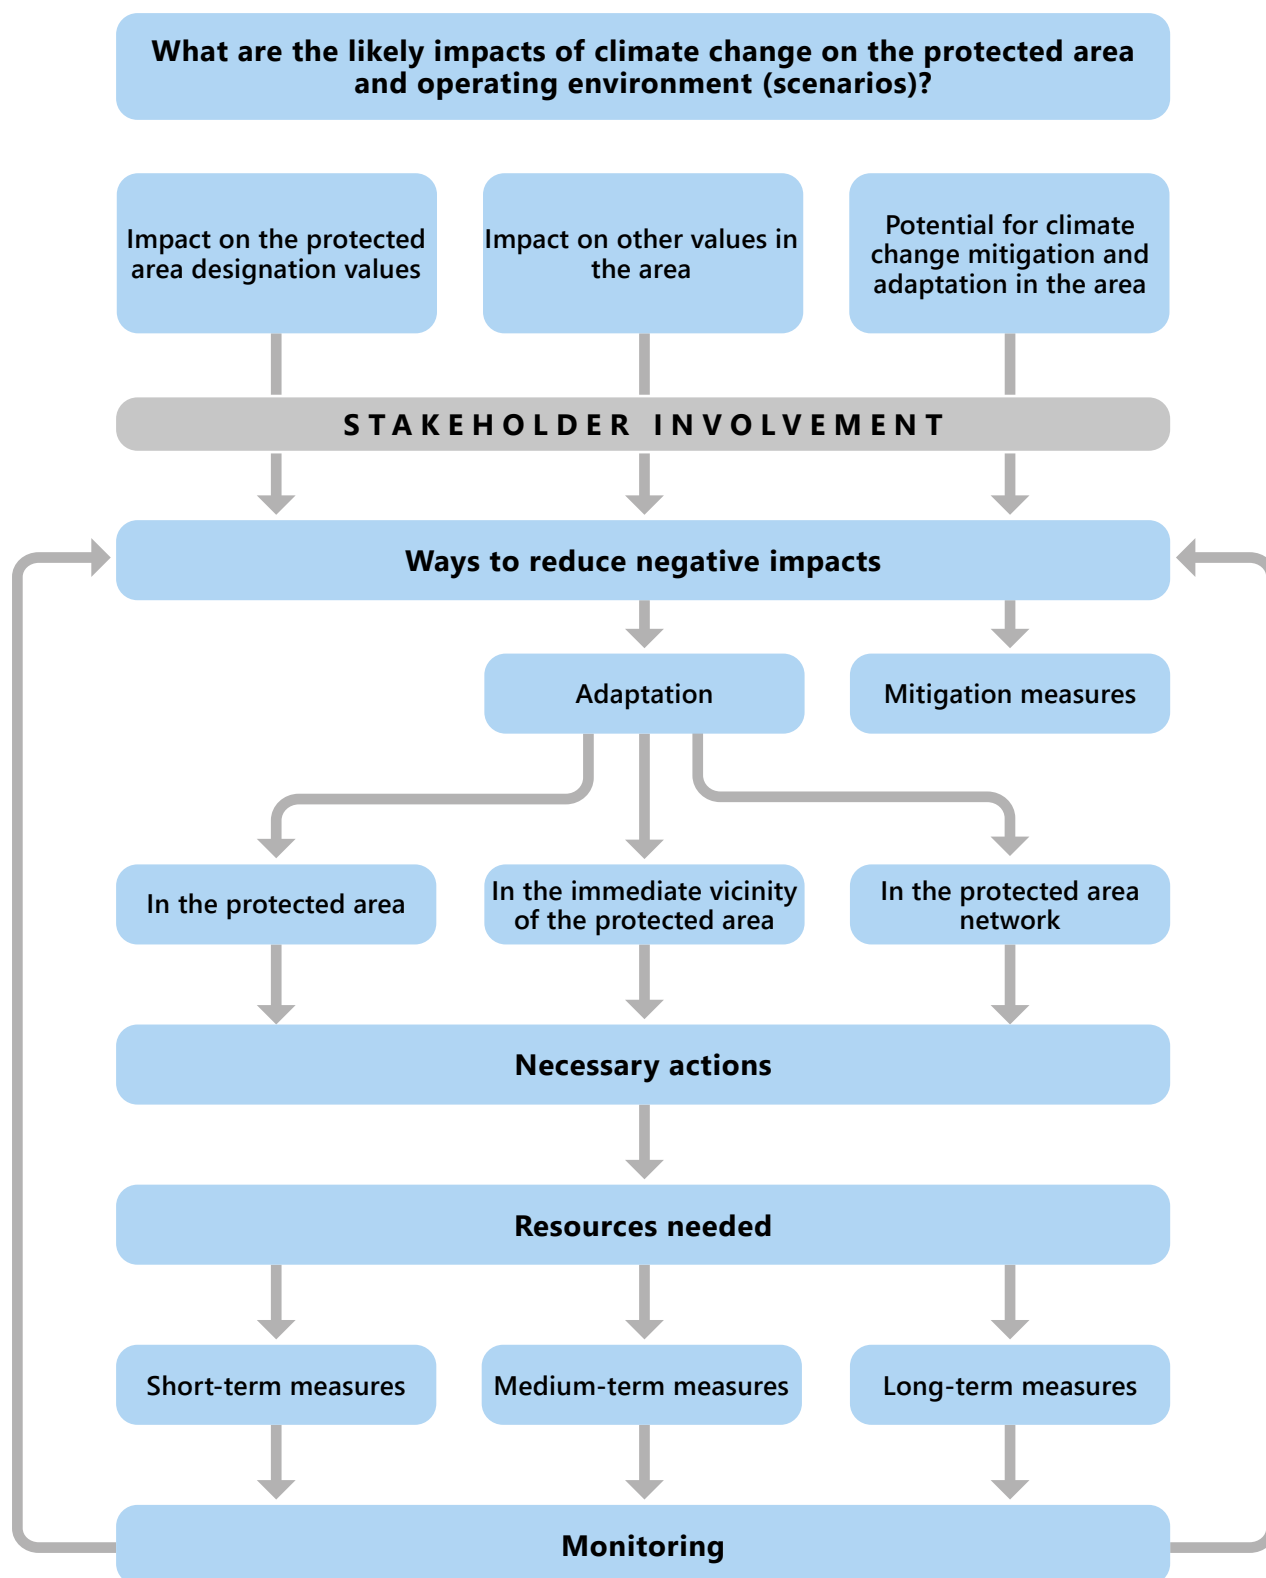 What are the likely impacts of climate change on the protected area
and operating environment (scenarios)?
Impact on the protected
area designation values
Impact on other values in
the area
Potential for climate
change mitigation and
adaptation in the area
STAKEHOLDER INVOLVEMENT
Ways to reduce negative impacts
Adaptation
Mitigation measures
In the protected area
In the immediate vicinity
of the protected area
In the protected area
network
Necessary actions
Resources needed
Short-term measures
Medium-term measures
Long-term measures
Monitoring